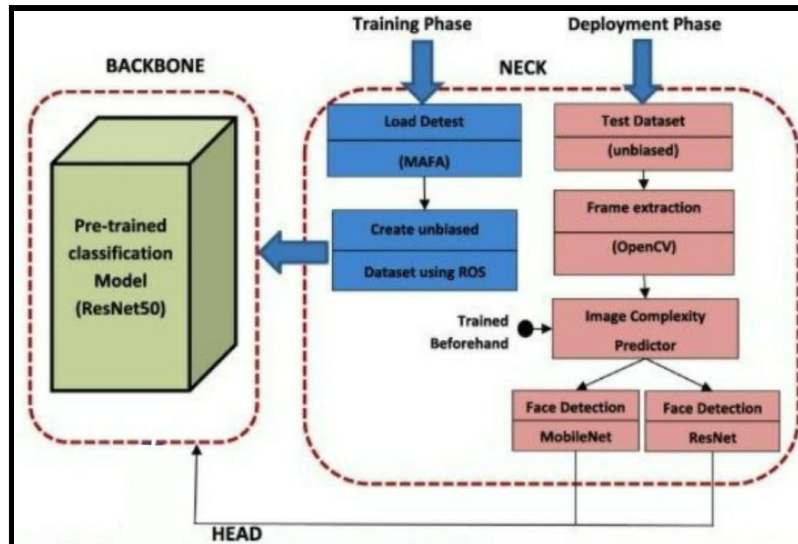 Training Phase
Deployment Phase
BACKBONE
NECK
Load Detest
(MAFA)
Test Dataset
(unbiased)
Create unbiased
Dataset using ROS
Frame extraction
(OpenCV)
Pre-trained
classification
Model
(ResNet50)
Trained
Beforehand
Image Complexity
Predictor
Face Detection
MobileNet
Face Detection
ResNet
HEAD